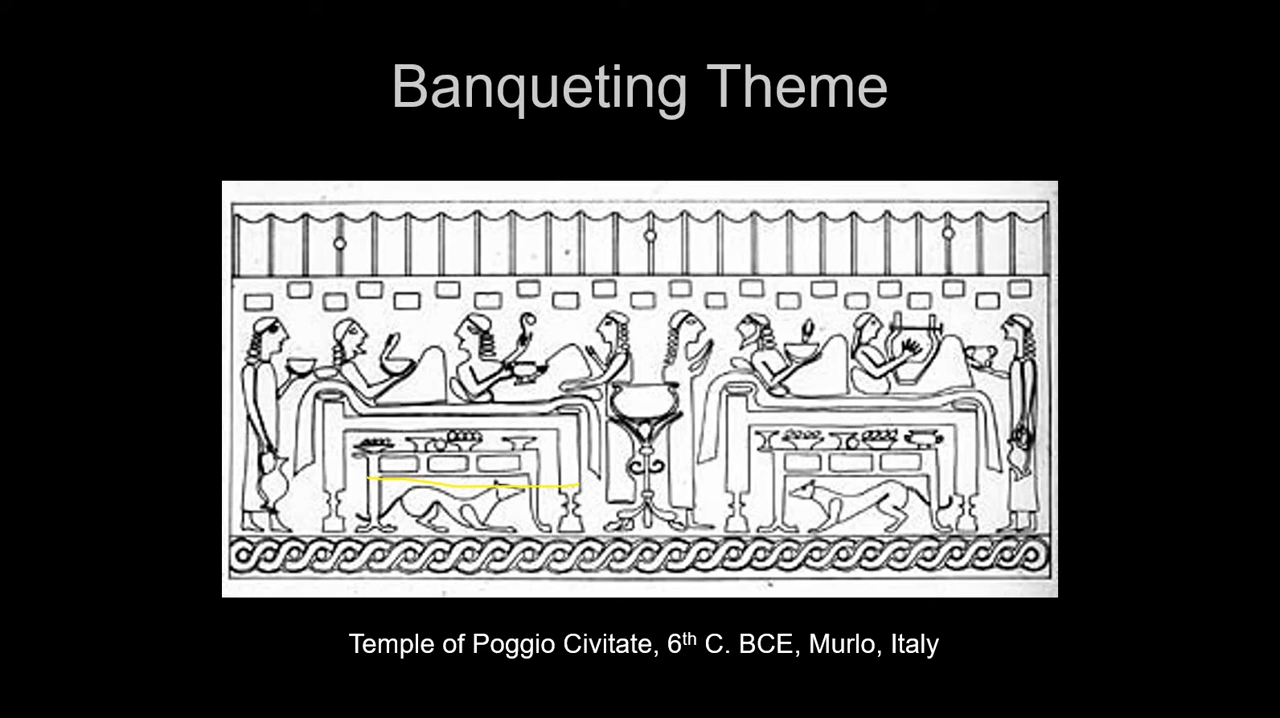 Banqueting Theme
Temple of Poggio Civitate, 6th C. BCE, Murlo, Italy